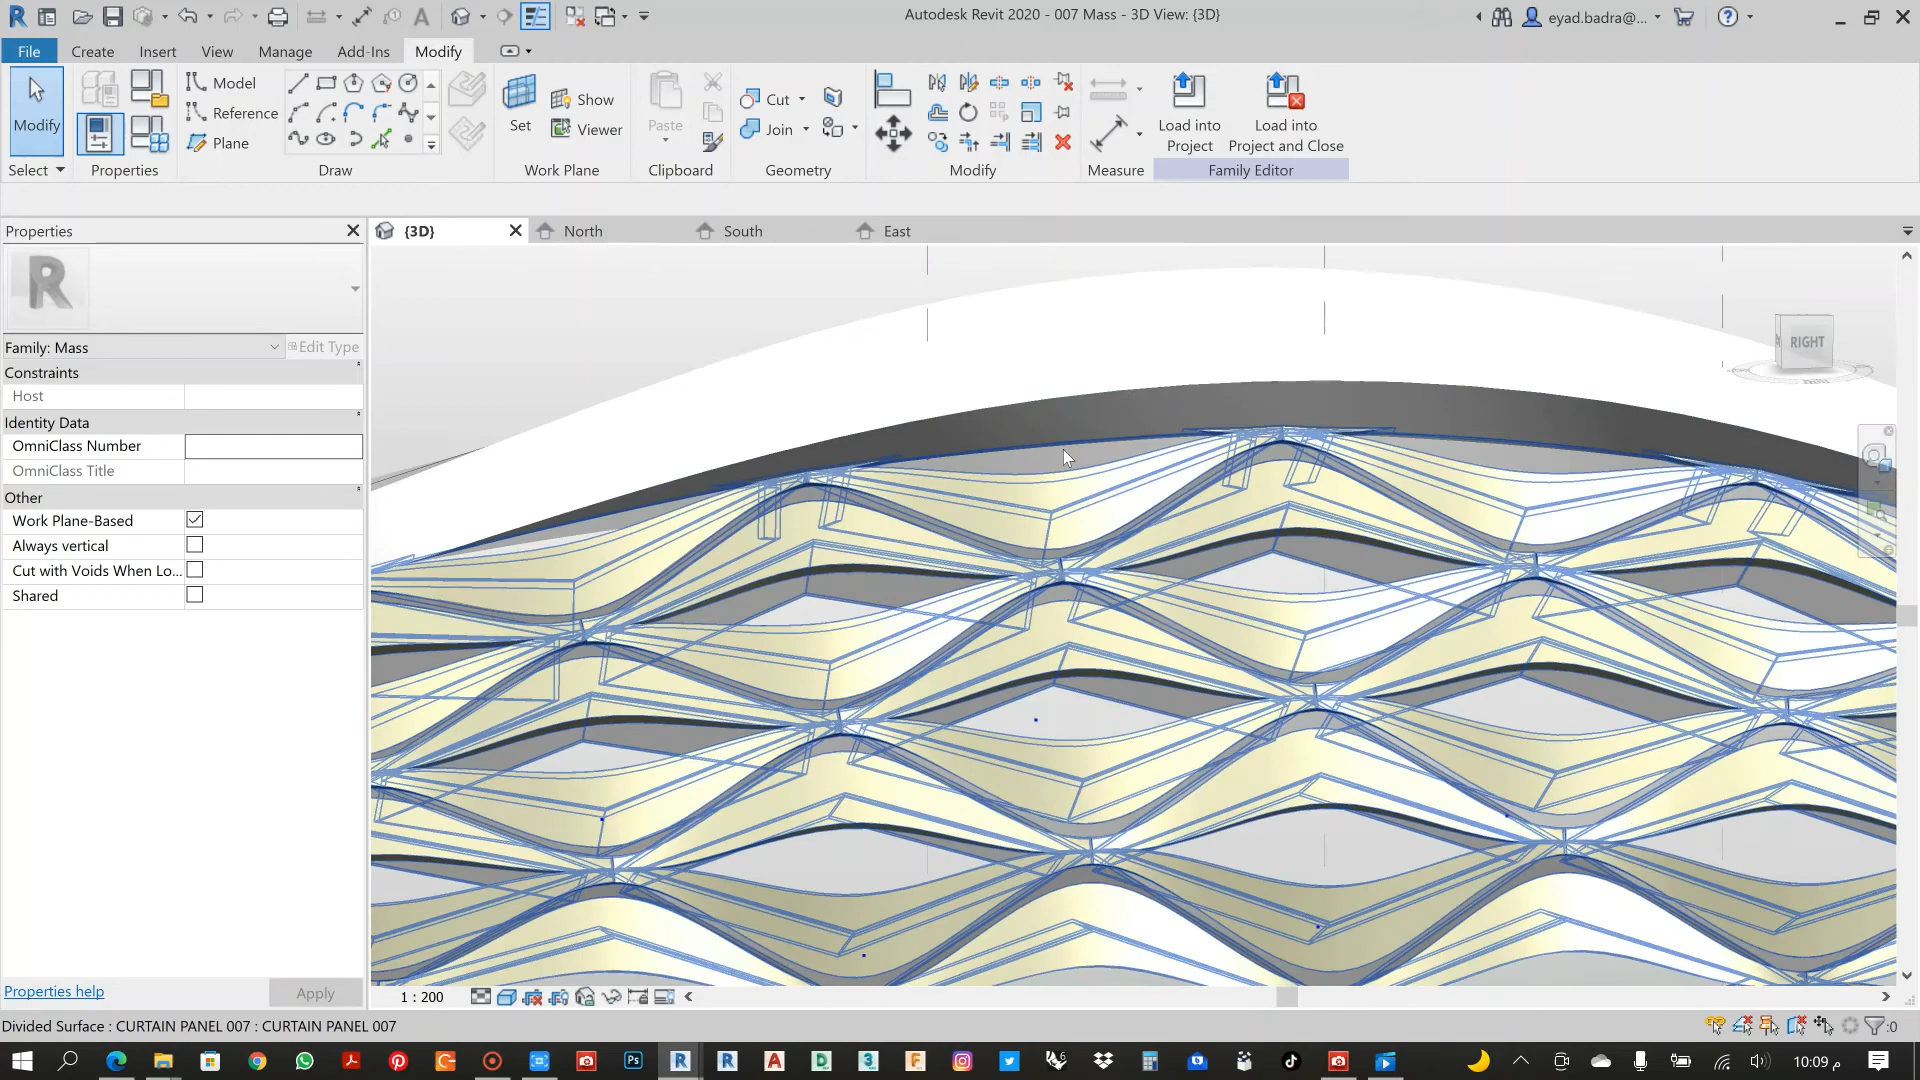 Autodesk Revit 2020 - 007 Mass - 3D View: {3D}
eyad.badra@...
File
Create
Insert
View
Manage
Add-Ins
Modify
Modify
Select
Properties
Model
Reference
Plane
Draw
Set
Show
Viewer
Work Plane
Paste
Clipboard
Cut
Join
Geometry
Modify
Measure
Load into
Project
Load into
Project and Close
Family Editor
Properties
{3D}
North
South
East
Family: Mass
Edit Type
Constraints
Host
Identity Data
OmniClass Number
OmniClass Title
Other
Work Plane-Based
Always vertical
Cut with Voids When Lo...
Shared
RIGHT
Properties help
Apply
1 : 200
Divided Surface : CURTAIN PANEL 007 : CURTAIN PANEL 007
:0
10:09 م